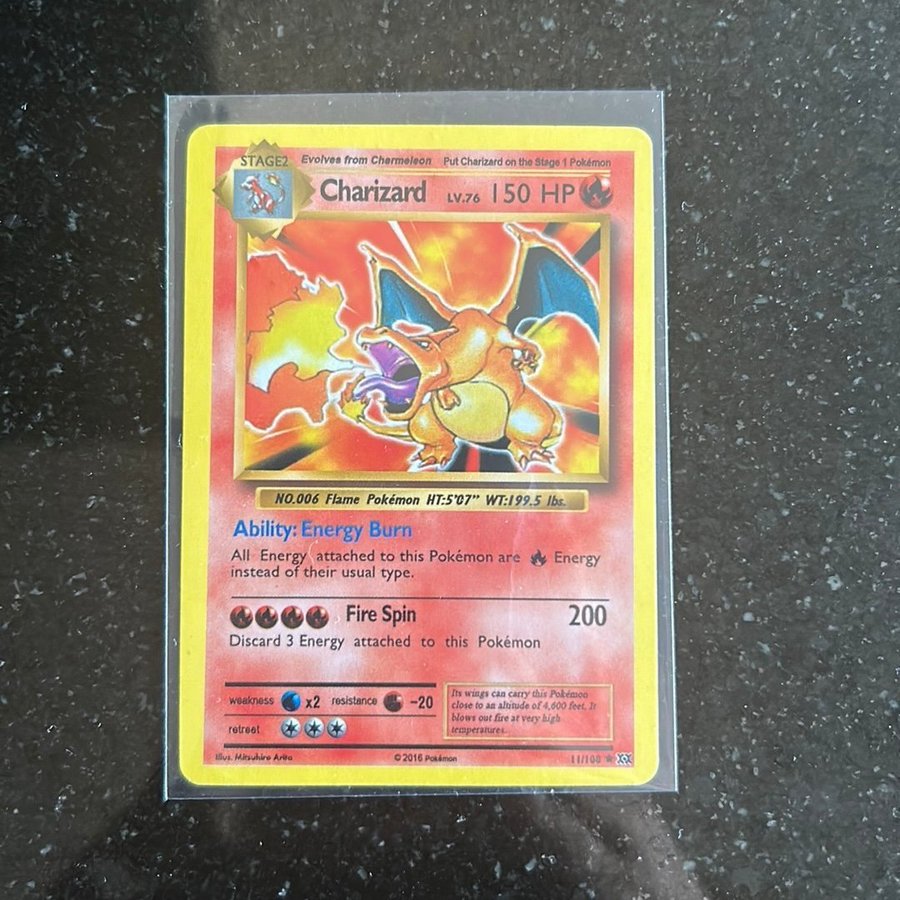 STAGE2 Evolves from Charmeleon Put Charizard on the Stage 1 Pokémon
Charizard LV.76 150 HP
NO.006 Flame Pokémon HT:5'07" WT:199.5 lbs.
Ability: Energy Burn
All Energy attached to this Pokémon are Energy
instead of their usual type.
Fire Spin 200
Discard 3 Energy attached to this Pokémon
weakness x2 resistance -20
retreat
Its wings can carry this Pokémon
close to an altitude of 4,600 feet. It
blows out fire at very high
temperatures.
Illus. Mitsuhiro Arita © 2016 Pokémon 11/108 ★ XY